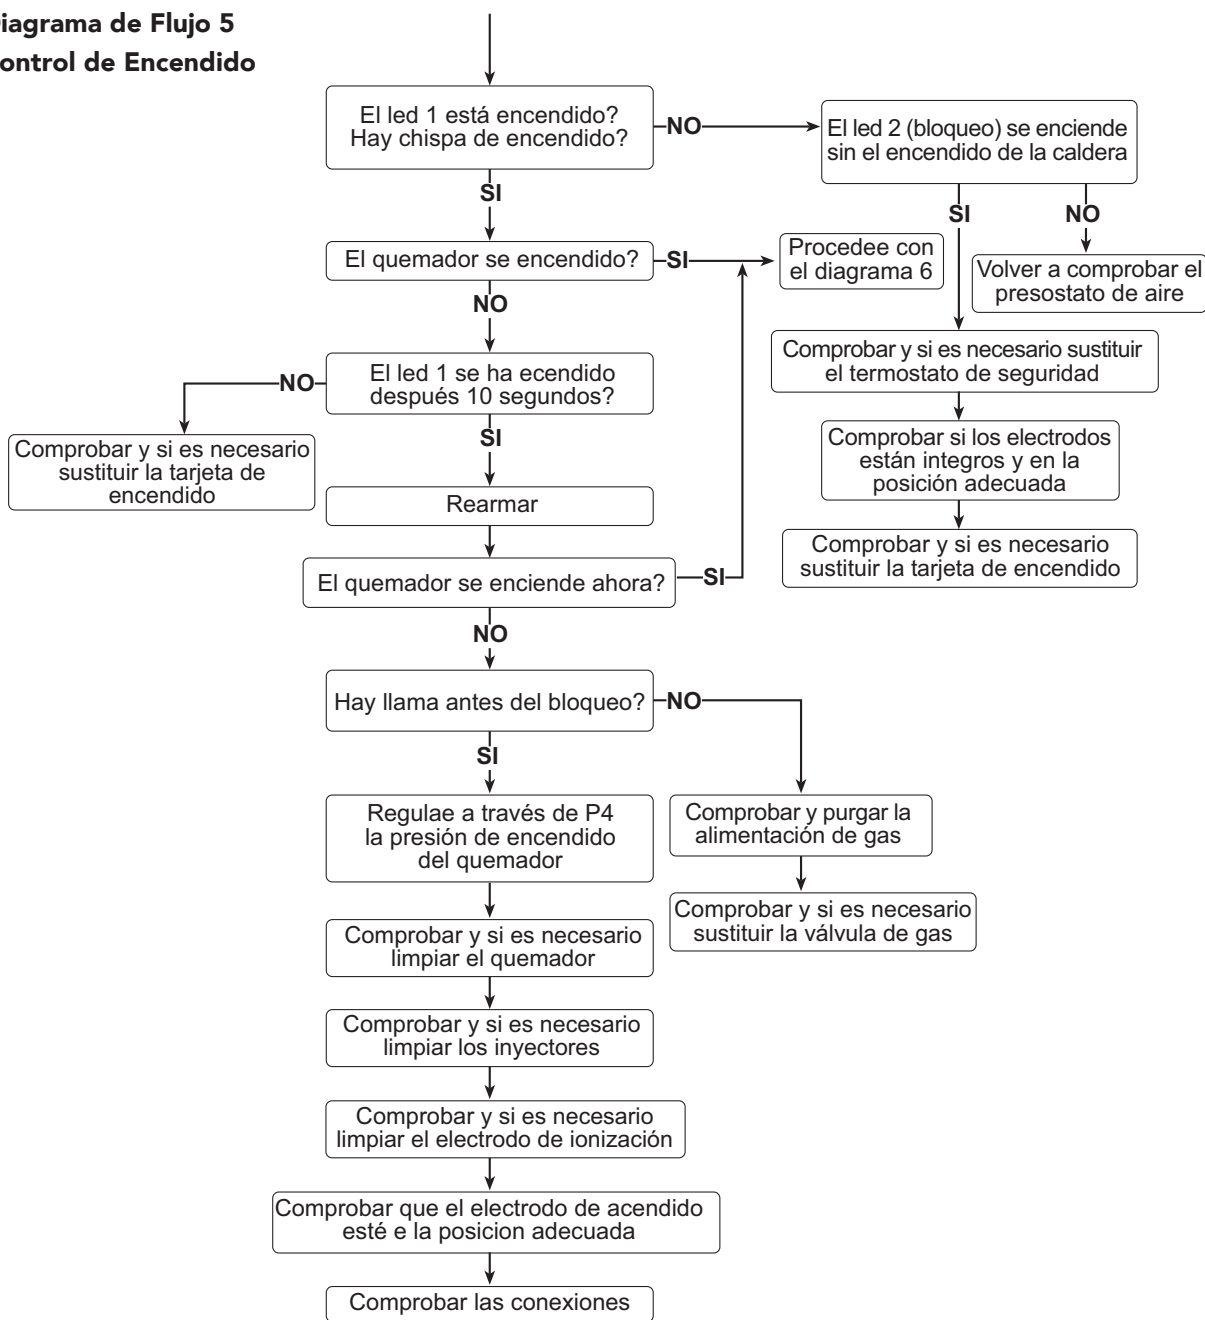 iagrama de Flujo 5
ontrol de Encendido
El led 1 está encendido?
Hay chispa de encendido?
NO
El led 2 (bloqueo) se enciende
sin el encendido de la caldera
SI
SI
NO
El quemador se encendido?
SI
Procedee con
el diagrama 6
Volver a comprobar el
presostato de aire
NO
El led 1 se ha ecendido
después 10 segundos?
NO
Comprobar y si es necesario
sustituir el termostato de seguridad
Comprobar y si es necesario
sustituir la tarjeta de
encendido
SI
Comprobar si los electrodos
están integros y en la
posición adecuada
Rearmar
Comprobar y si es necesario
sustituir la tarjeta de encendido
El quemador se enciende ahora?
SI
NO
Hay llama antes del bloqueo?
NO
SI
Regulae a través de P4
la presión de encendido
del quemador
Comprobar y purgar la
alimentación de gas
Comprobar y si es necesario
sustituir la válvula de gas
Comprobar y si es necesario
limpiar el quemador
Comprobar y si es necesario
limpiar los inyectores
Comprobar y si es necesario
limpiar el electrodo de ionización
Comprobar que el electrodo de acendido
esté e la posicion adecuada
Comprobar las conexiones